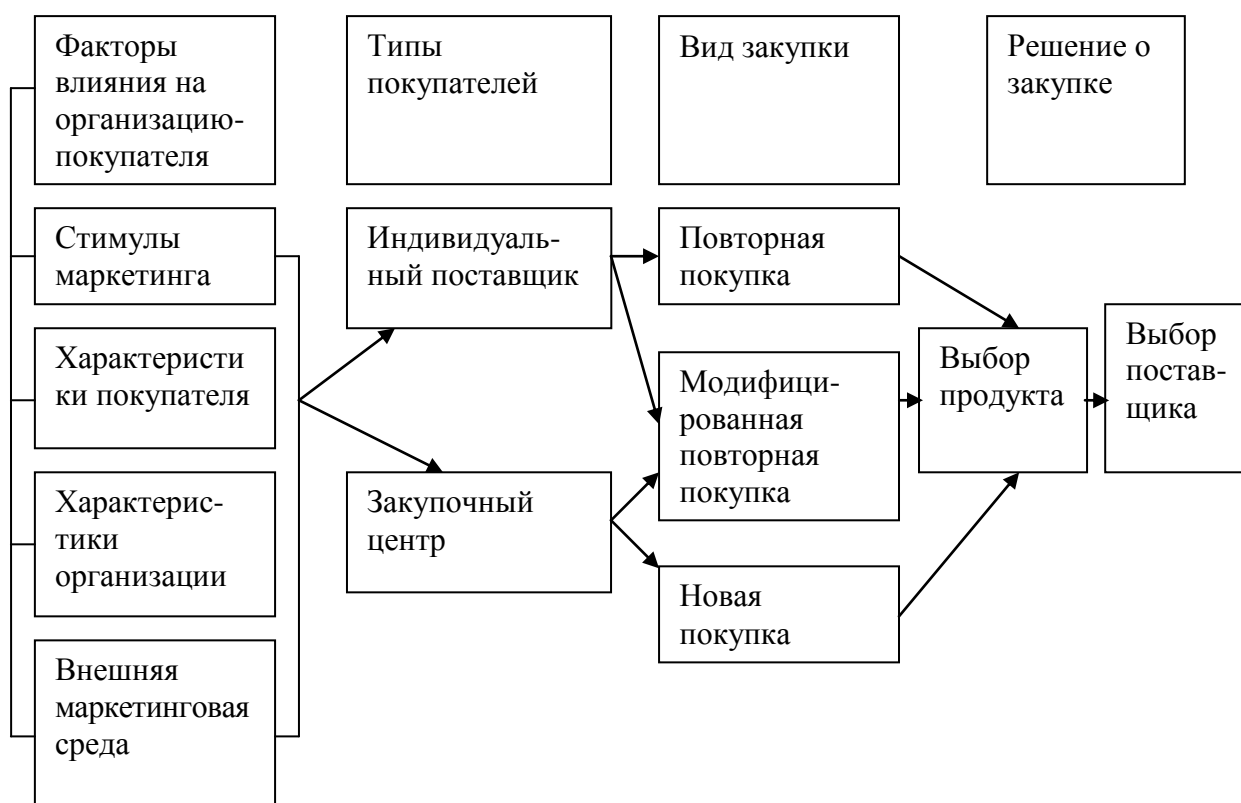 Факторы
влияния на
организацию-
покупателя
Типы
покупателей
Вид закупки
Решение о
закупке
Стимулы
маркетинга
Индивидуаль-
ный поставщик
Повторная
покупка
Характеристи
ки покупателя
Модифици-
рованная
повторная
покупка
Выбор
продукта
Выбор
постав-
щика
Характерис-
тики
организации
Закупочный
центр
Новая
покупка
Внешняя
маркетинговая
среда